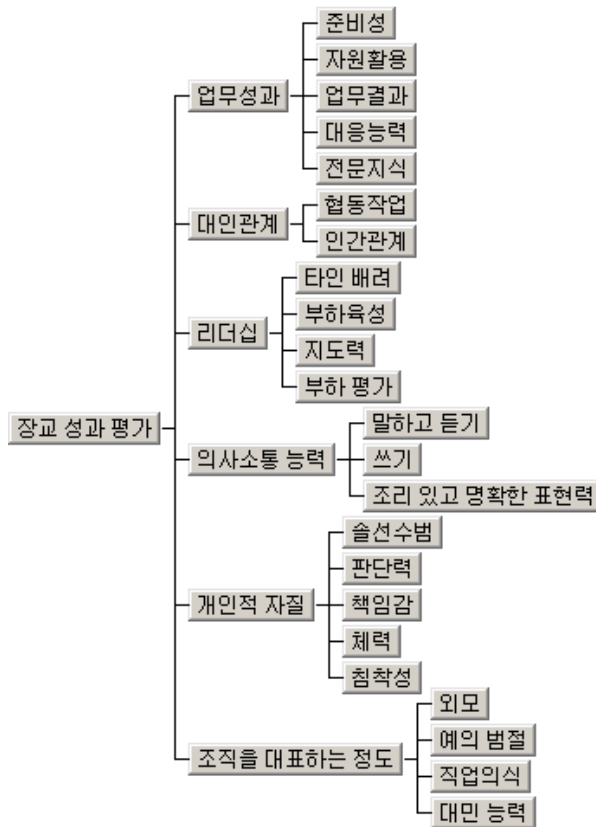 장교 성과 평가
업무성과
준비성
자원활용
업무결과
대응능력
전문지식
대인관계
협동작업
인간관계
리더십
타인 배려
부하육성
지도력
부하 평가
의사소통 능력
말하고 듣기
쓰기
조리 있고 명확한 표현력
개인적 자질
솔선수범
판단력
책임감
체력
침착성
조직을 대표하는 정도
외모
예의 범절
직업의식
대민 능력